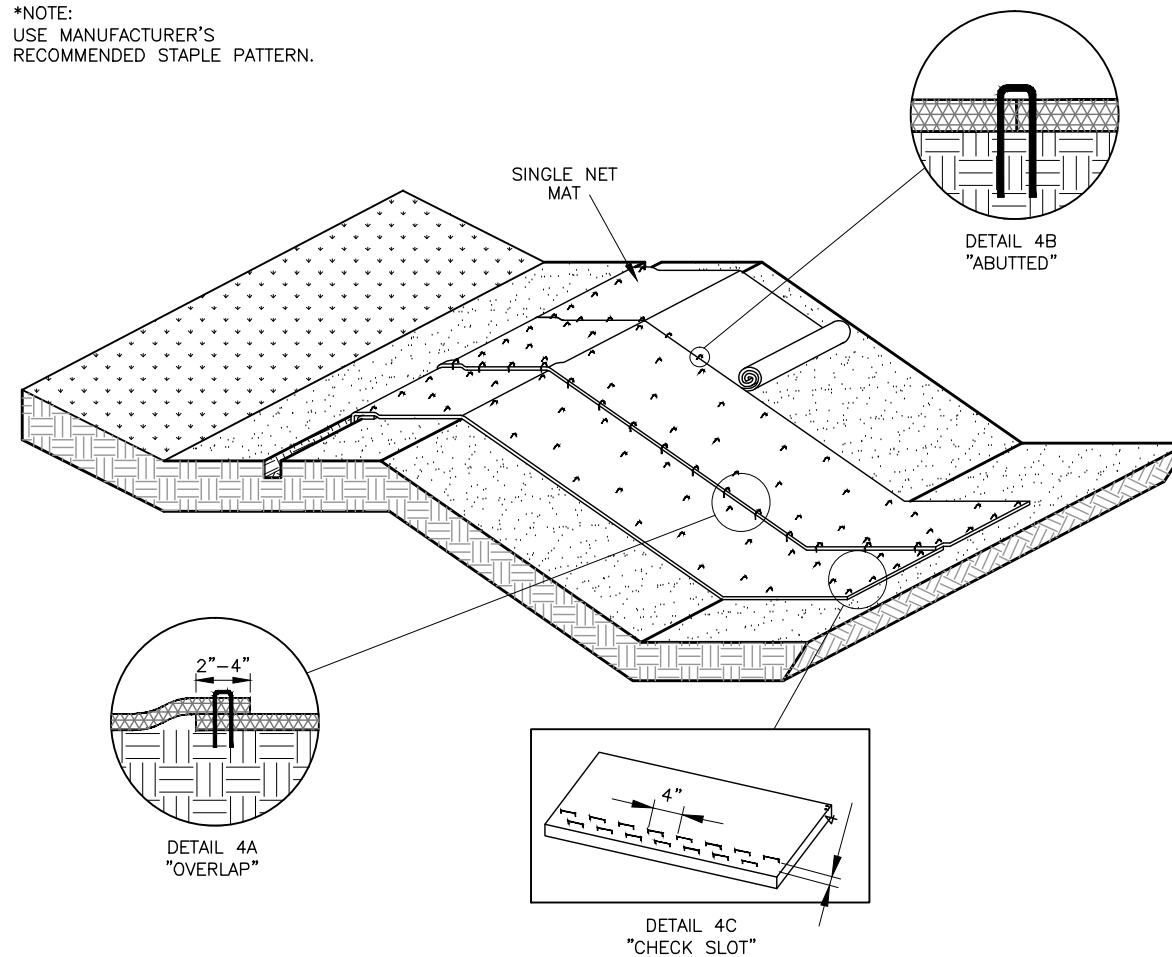 *NOTE:
USE MANUFACTURER'S
RECOMMENDED STAPLE PATTERN.
SINGLE NET
MAT
DETAIL 4B
"ABUTTED"
2"-4"
DETAIL 4A
"OVERLAP"
4"
4"
DETAIL 4C
"CHECK SLOT"